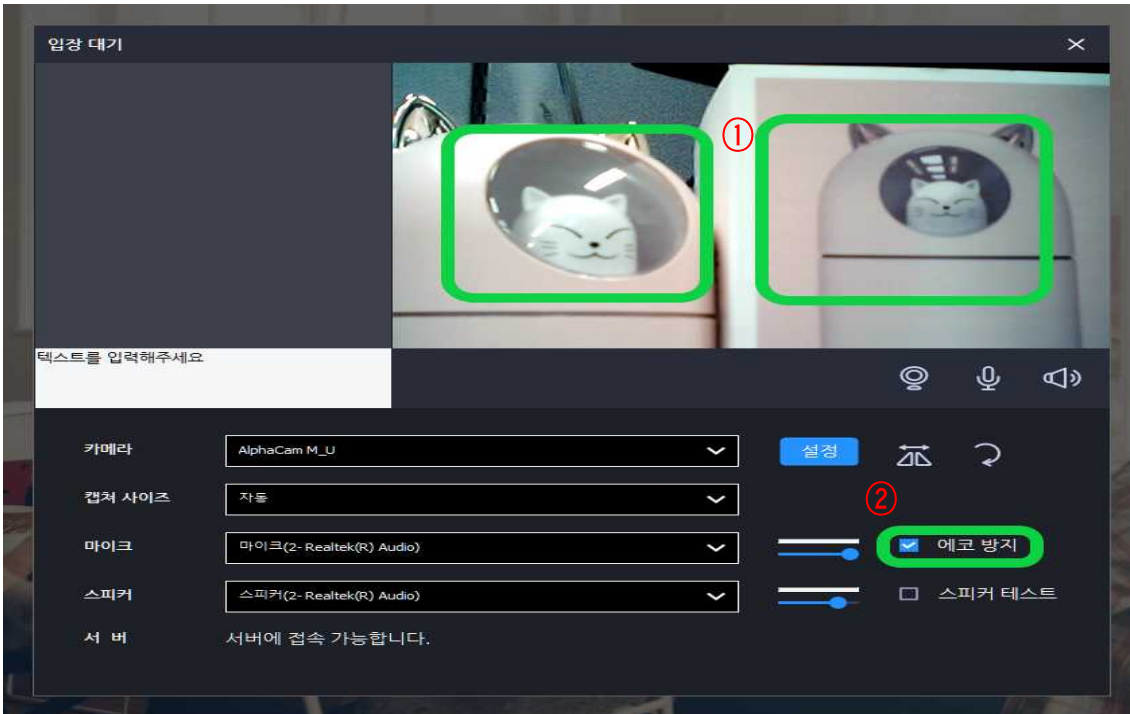 입장 대기
①
텍스트를 입력해주세요
카메라
AlphaCam M_U
설정
캡쳐 사이즈
자동
②
마이크
마이크(2- Realtek(R) Audio)
에코 방지
스피커
스피커(2- Realtek(R) Audio)
스피커 테스트
서 버
서버에 접속 가능합니다.